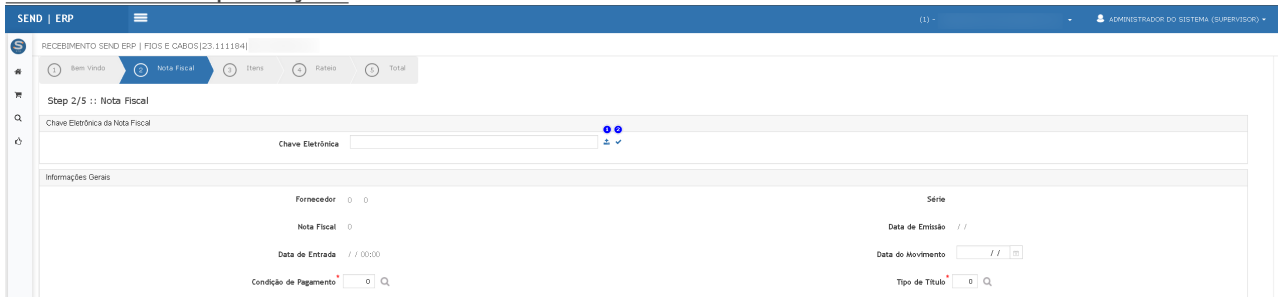 SEND | ERP (1) - ADMINISTRADOR DO SISTEMA (SUPERVISOR)
S RECEBIMENTO SEND ERP | FIOS E CABOS|23.111184|
1 Bem Vindo 2 Nota Fiscal 3 Itens 4 Rateio 5 Total
Step 2/5 :: Nota Fiscal
Chave Eletrônica da Nota Fiscal
1 2
Chave Eletrônica
Informações Gerais
Fornecedor 0 0 Série
Nota Fiscal 0 Data de Emissão / /
Data de Entrada / / 00:00 Data do Movimento / /
Condição de Pagamento* 0 Tipo de Título* 0